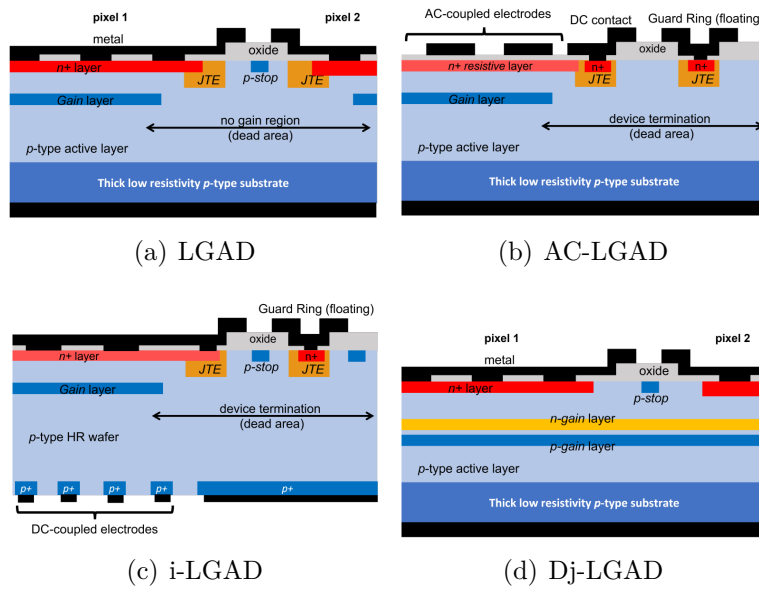 pixel 1
pixel 2
metal
oxide
n+ layer
JTE
p-stop
JTE
Gain layer
no gain region
(dead area)
p-type active layer
Thick low resistivity p-type substrate
(a) LGAD
AC-coupled electrodes
DC contact
Guard Ring (floating)
oxide
n+ resistive layer
n+
JTE
n+
JTE
Gain layer
device termination
(dead area)
p-type active layer
Thick low resistivity p-type substrate
(b) AC-LGAD
Guard Ring (floating)
oxide
n+ layer
JTE
p-stop
n+
JTE
Gain layer
device termination
(dead area)
p-type HR wafer
p+ p+ p+ p+ p+
DC-coupled electrodes
(c) i-LGAD
pixel 1
pixel 2
metal
oxide
n+ layer
p-stop
n-gain layer
p-gain layer
p-type active layer
Thick low resistivity p-type substrate
(d) Dj-LGAD